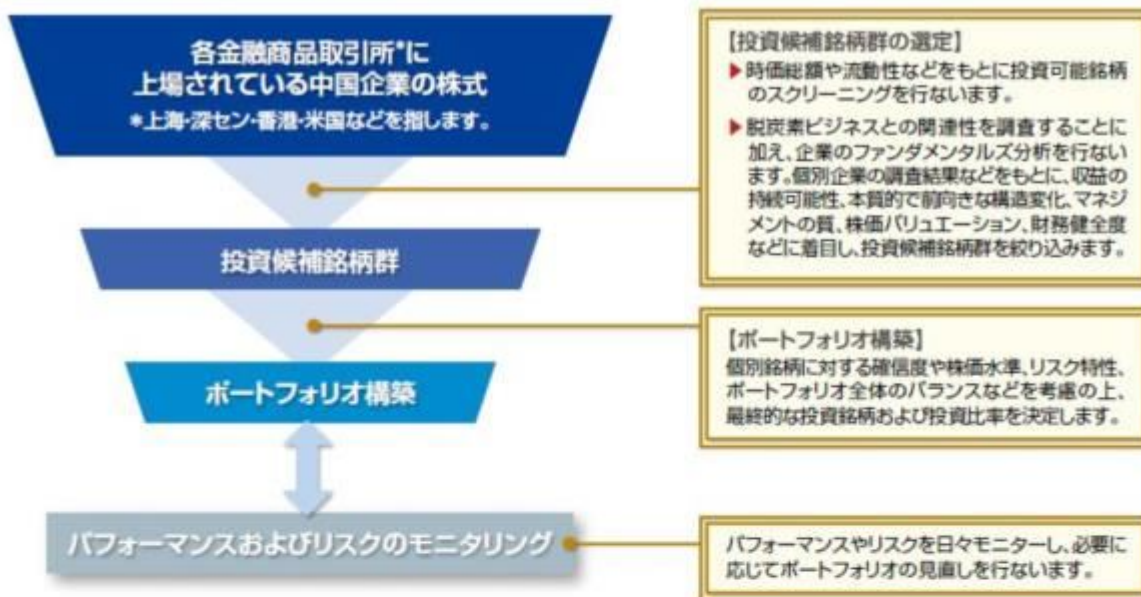 各金融商品取引所*に
上場されている中国企業の株式
*上海・深セン・香港・米国などを指します。
【投資候補銘柄群の選定】
▶時価総額や流動性などをもとに投資可能銘柄
のスクリーニングを行ないます。
▶脱炭素ビジネスとの関連性を調査することに
加え、企業のファンダメンタルズ分析を行ない
ます。個別企業の調査結果などをもとに、収益の
持続可能性、本質的で前向きな構造変化、マネジ
メントの質、株価バリュエーション、財務健全度
などに着目し、投資候補銘柄群を絞り込みます。
投資候補銘柄群
【ポートフォリオ構築】
個別銘柄に対する確信度や株価水準、リスク特性、
ポートフォリオ全体のバランスなどを考慮の上、
最終的な投資銘柄および投資比率を決定します。
ポートフォリオ構築
パフォーマンスおよびリスクのモニタリング
パフォーマンスやリスクを日々モニターし、必要に
応じてポートフォリオの見直しを行ないます。